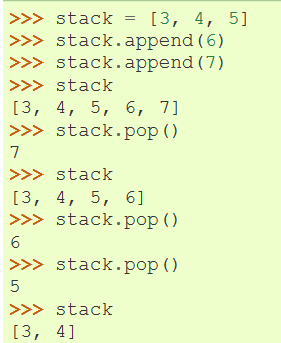 >>> stack = [3, 4, 5]
>>> stack.append(6)
>>> stack.append(7)
>>> stack
[3, 4, 5, 6, 7]
>>> stack.pop()
7
>>> stack
[3, 4, 5, 6]
>>> stack.pop()
6
>>> stack.pop()
5
>>> stack
[3, 4]